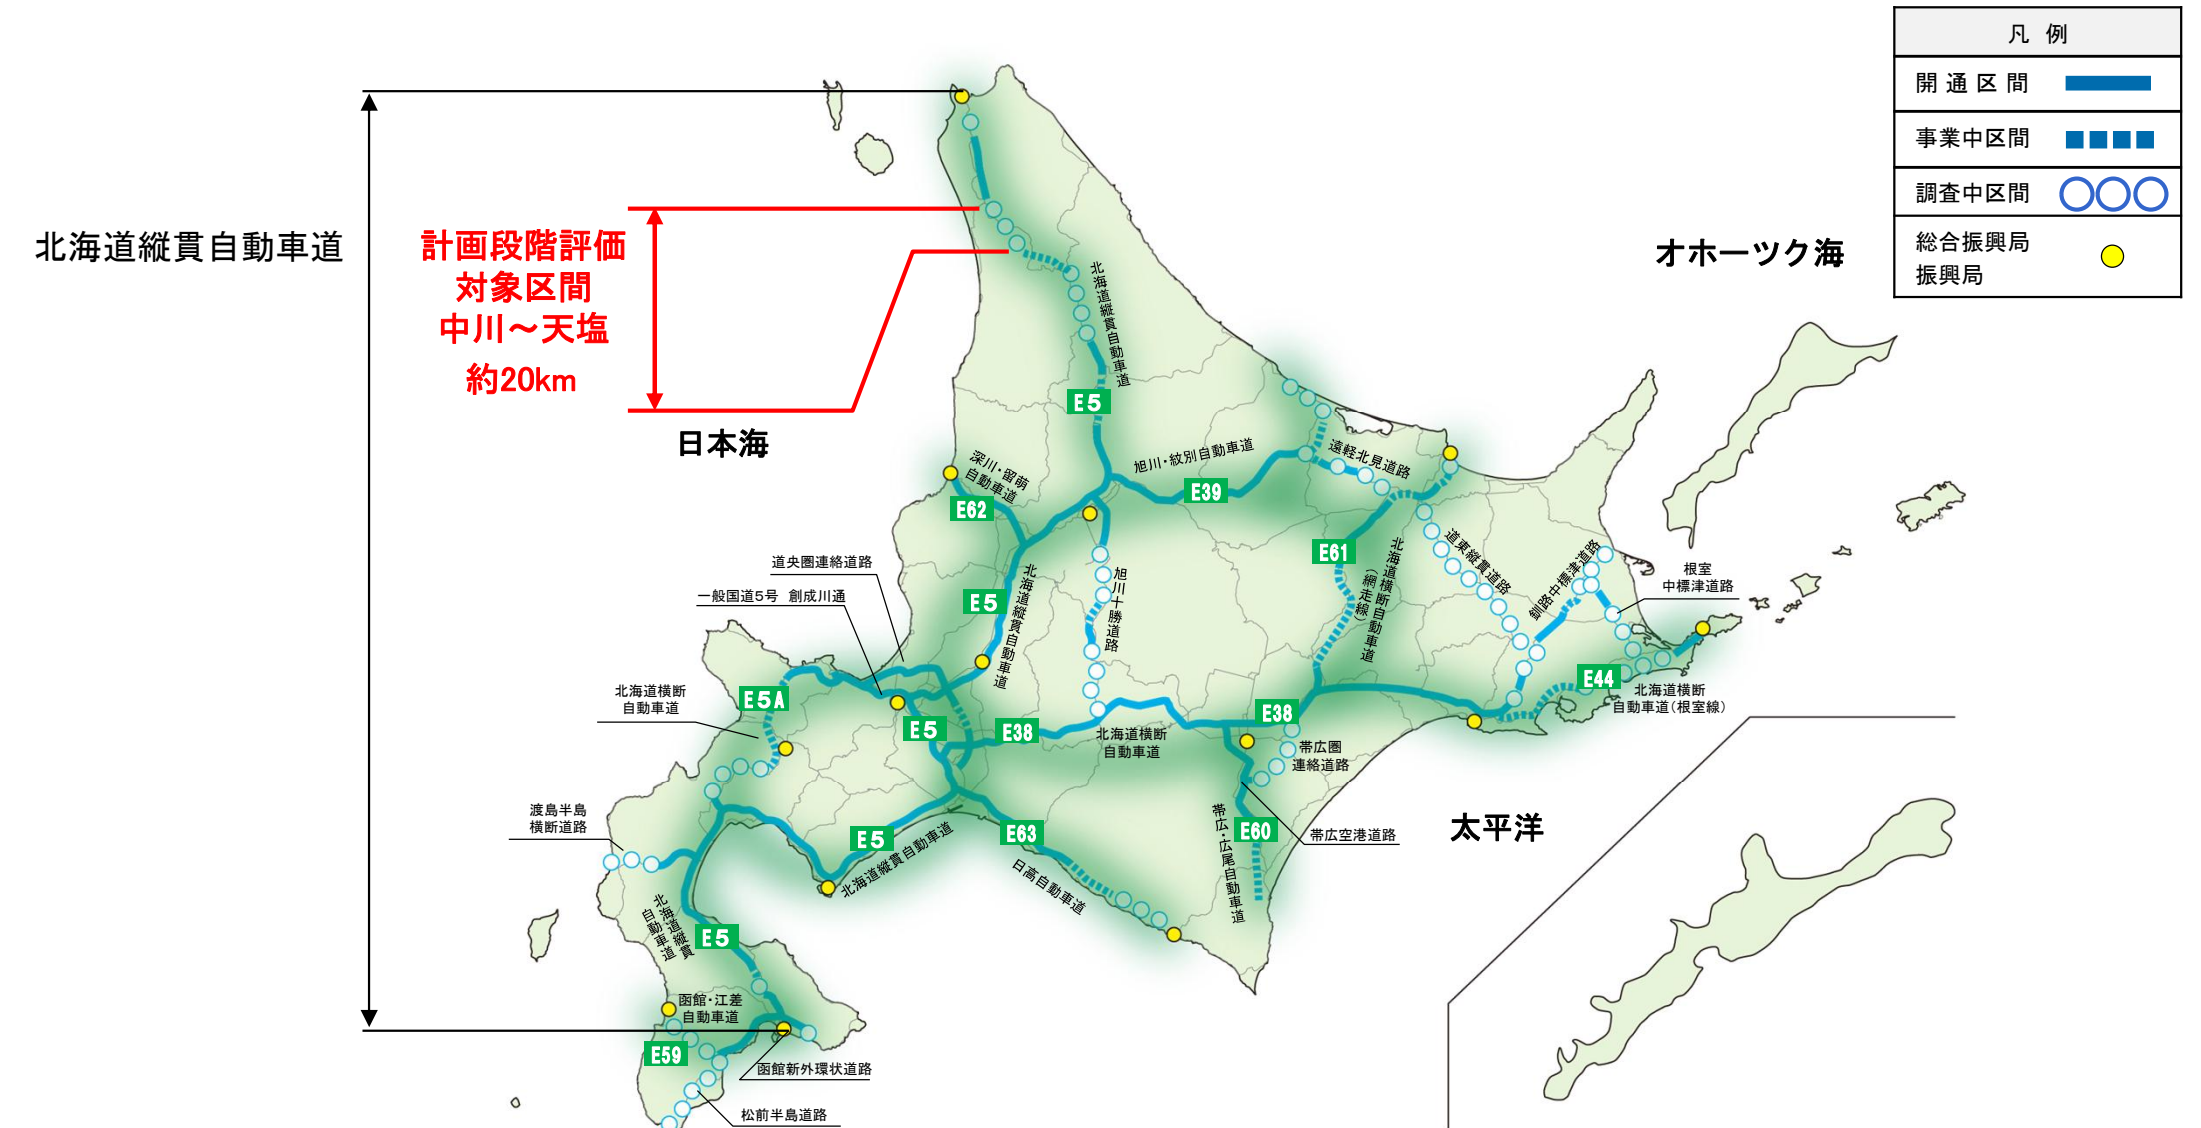 凡 例
開通区間
事業中区間
調査中区間
総合振興局
振興局
北海道縦貫自動車道
計画段階評価
対象区間
中川～天塩
約20km
オホーツク海
日本海
太平洋
北海道縦貫自動車道
E5
旭川・紋別自動車道
E39
遠軽北見道路
深川・留萌
自動車道
E62
E61
北海道横断自動車道
（網走線）
道東縦貫道路
釧路中標津道路
根室
中標津道路
道央圏連絡道路
一般国道5号 創成川通
E5
北海道縦貫自動車道
旭川十勝道路
E44
北海道横断
自動車道（根室線）
北海道横断
自動車道
E5A
E5
E38
北海道横断
自動車道
E38
帯広圏
連絡道路
渡島半島
横断道路
E5
北海道縦貫自動車道
E63
日高自動車道
帯広・広尾自動車道
E60
帯広空港道路
北海道縦貫
自動車道
E5
函館・江差
自動車道
E59
函館新外環状道路
松前半島道路